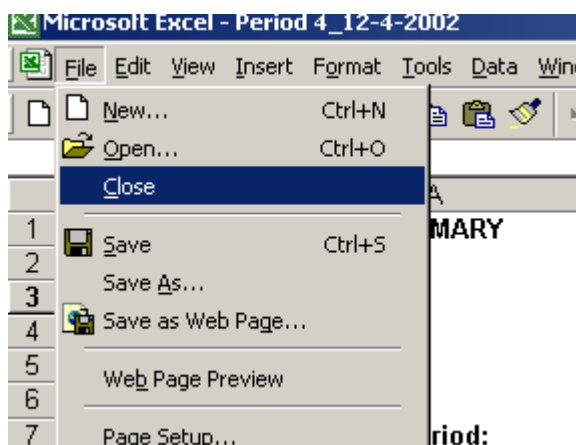 Microsoft Excel - Period 4_12-4-2002
File Edit View Insert Format Tools Data
New... Ctrl+N
Open... Ctrl+O
Close
A
1 MARY
2
Save Ctrl+S
3
Save As...
4 Save as Web Page...
5
Web Page Preview
6
7 Page Setup... riod: